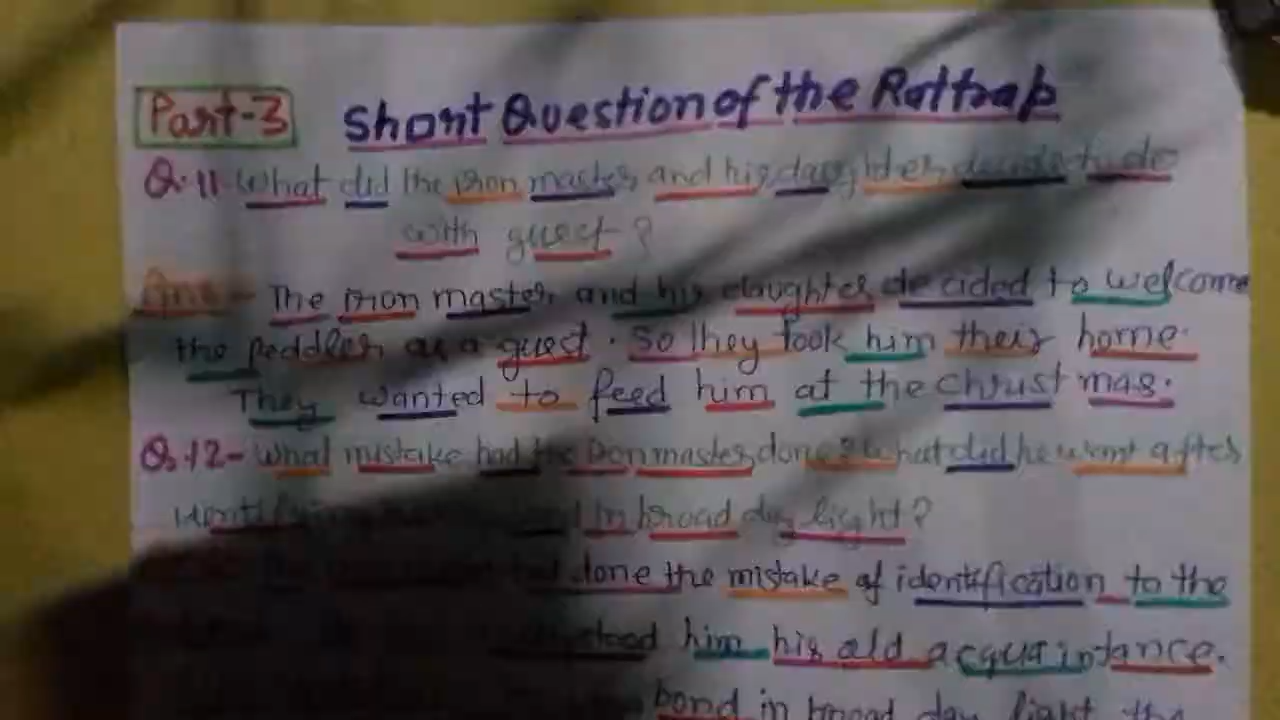 Part-3 Short Question of the Rattrap
Q.11 What did the iron master and his daughter decide to do
with guest?
Ans- The iron master and his daughter decided to welcome
the peddler as a guest. So they took him their home.
They wanted to feed him at the Christmas.
Q.12- What mistake had the iron master done? What did he want after
in broad day light?
done the mistake of identification to the
him his old acquaintance.
bond in broad day light the